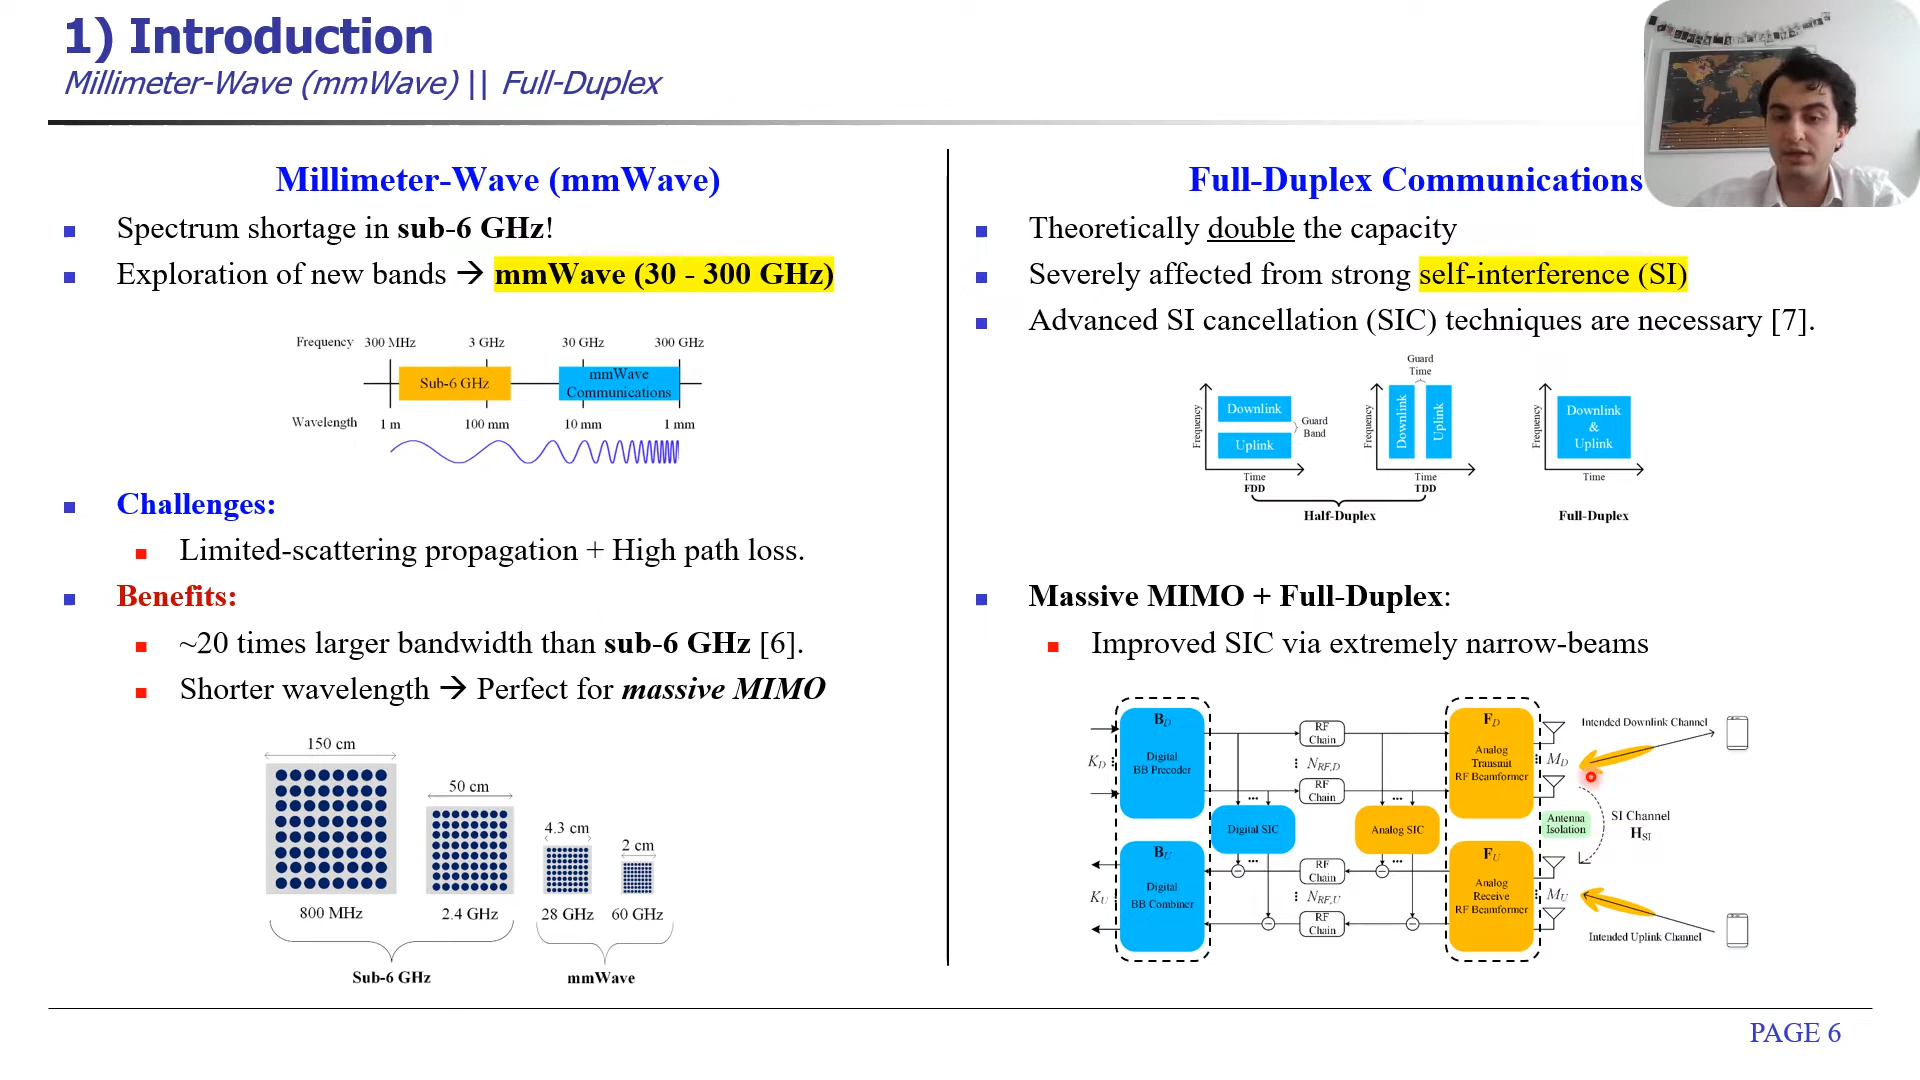 1) Introduction
Millimeter-Wave (mmWave) || Full-Duplex
Millimeter-Wave (mmWave)
Spectrum shortage in sub-6 GHz!
Exploration of new bands → mmWave (30 - 300 GHz)
Frequency 300 MHz 3 GHz 30 GHz 300 GHz
Sub-6 GHz
mmWave
Communications
Wavelength 1 m 100 mm 10 mm 1 mm
Challenges:
Limited-scattering propagation + High path loss.
Benefits:
~20 times larger bandwidth than sub-6 GHz [6].
Shorter wavelength → Perfect for massive MIMO
150 cm
50 cm
4.3 cm
2 cm
800 MHz 2.4 GHz 28 GHz 60 GHz
Sub-6 GHz mmWave
Full-Duplex Communications
Theoretically double the capacity
Severely affected from strong self-interference (SI)
Advanced SI cancellation (SIC) techniques are necessary [7].
Frequency
Downlink
Uplink
Guard
Band
Time
FDD
Guard
Time
Frequency
Downlink
Uplink
Time
TDD
Half-Duplex
Frequency
Downlink
&
Uplink
Time
Full-Duplex
Massive MIMO + Full-Duplex:
Improved SIC via extremely narrow-beams
K_D ⋮
B_D
Digital
BB Precoder
RF
Chain
⋮ N_RF,D
RF
Chain
F_D
Analog
Transmit
RF Beamformer
⋮ M_D
Intended Downlink Channel
Digital SIC
Analog SIC
Antenna
Isolation
SI Channel
H_SI
K_U ⋮
B_U
Digital
BB Combiner
RF
Chain
⋮ N_RF,U
RF
Chain
F_U
Analog
Receive
RF Beamformer
⋮ M_U
Intended Uplink Channel
PAGE 6